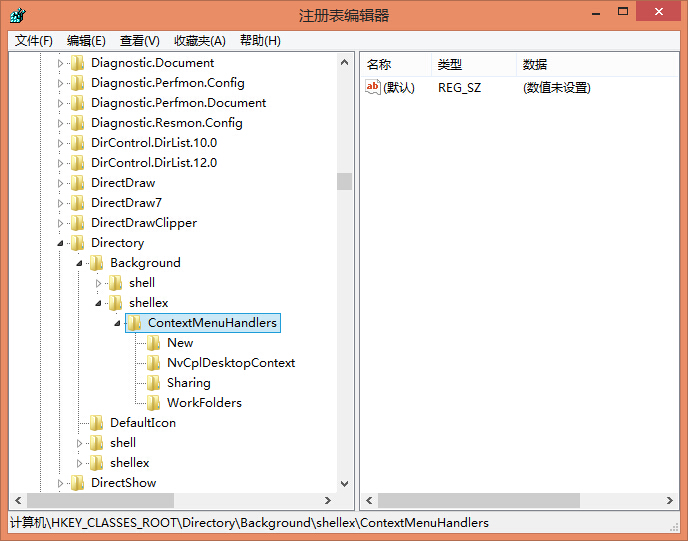 注册表编辑器
文件(F) 编辑(E) 查看(V) 收藏夹(A) 帮助(H)
Diagnostic.Document
Diagnostic.Perfmon.Config
Diagnostic.Perfmon.Document
Diagnostic.Resmon.Config
DirControl.DirList.10.0
DirControl.DirList.12.0
DirectDraw
DirectDraw7
DirectDrawClipper
Directory
Background
shell
shellex
ContextMenuHandlers
New
NvCplDesktopContext
Sharing
WorkFolders
DefaultIcon
shell
shellex
DirectShow
名称 类型 数据
ab (默认) REG_SZ (数值未设置)
计算机\HKEY_CLASSES_ROOT\Directory\Background\shellex\ContextMenuHandlers